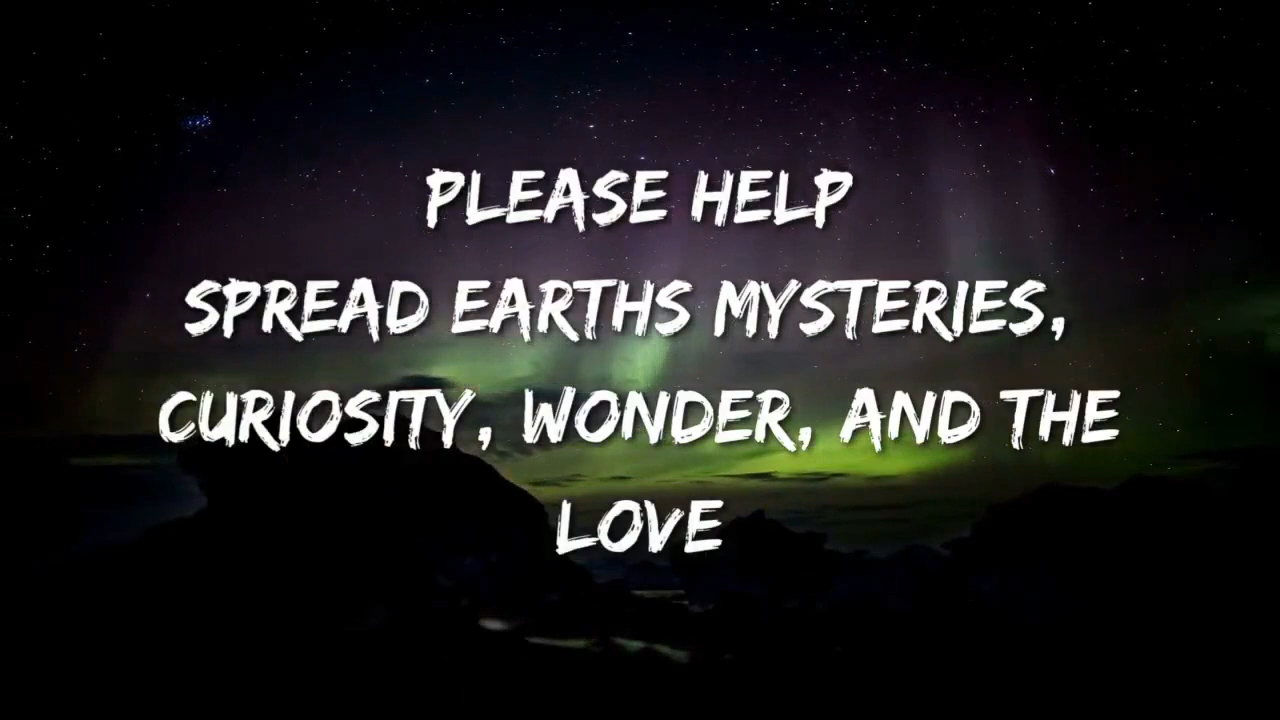 PLEASE HELP
SPREAD EARTHS MYSTERIES,
CURIOSITY, WONDER, AND THE
LOVE